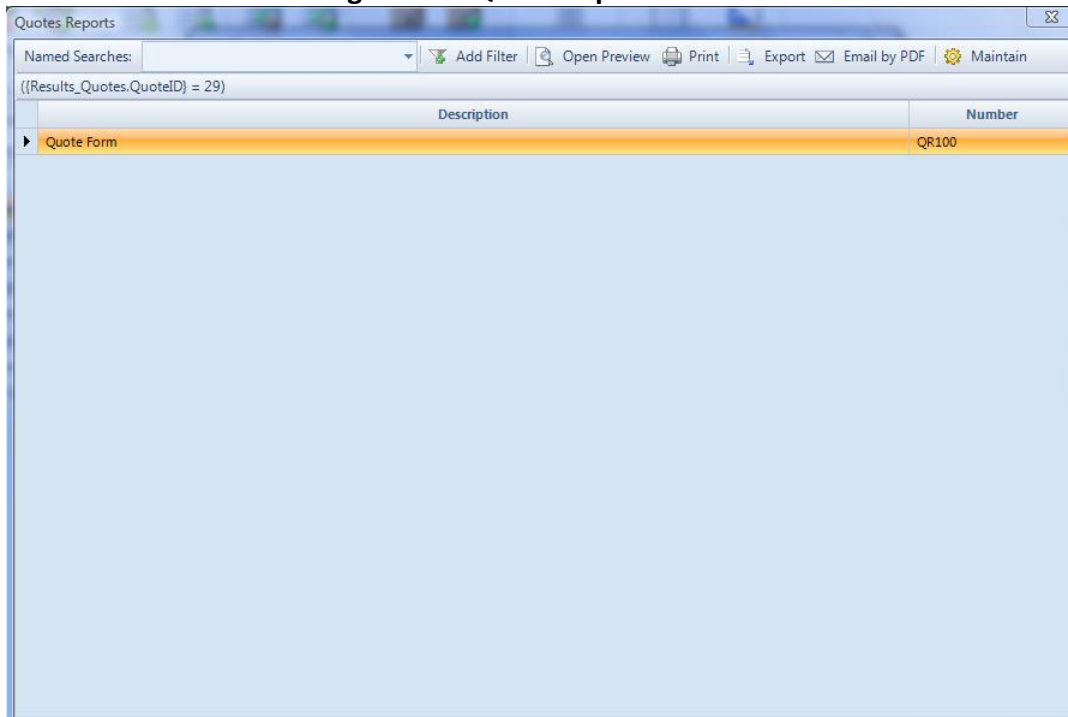 Quotes Reports
Named Searches: Add Filter Open Preview Print Export Email by PDF Maintain
({Results_Quotes.QuoteID} = 29)
Description Number
Quote Form QR100